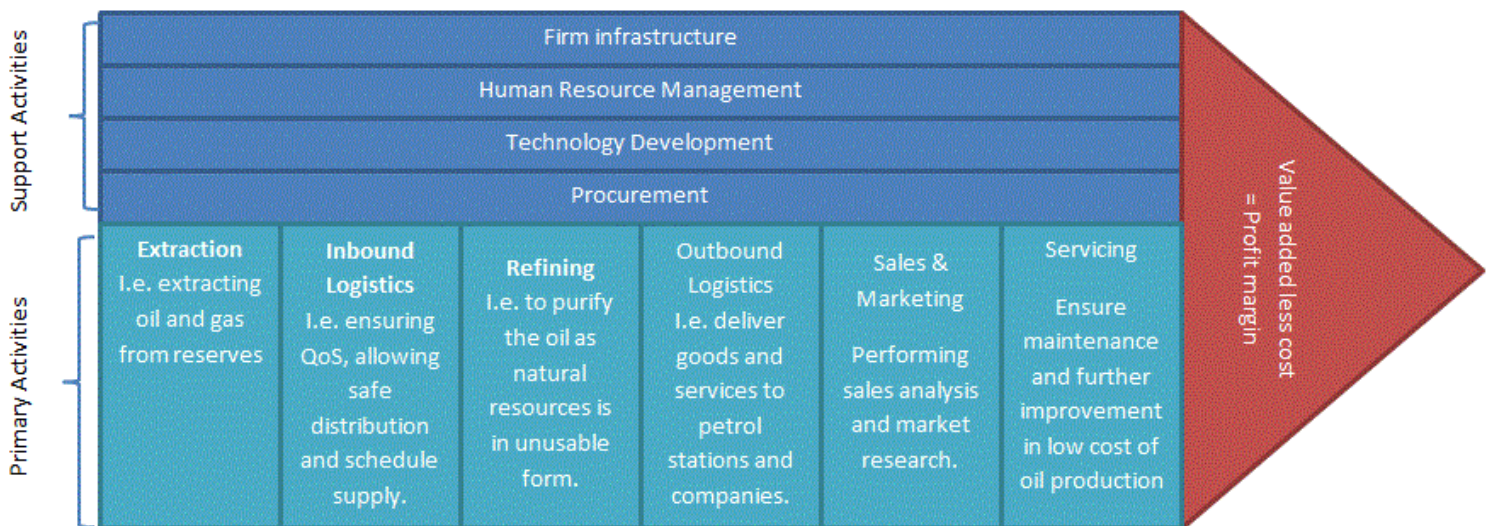 Support Activities
Firm infrastructure
Human Resource Management
Technology Development
Procurement
Primary Activities
Extraction
I.e. extracting
oil and gas
from reserves
Inbound
Logistics
I.e. ensuring
QoS, allowing
safe
distribution
and schedule
supply.
Refining
I.e. to purify
the oil as
natural
resources is
in unusable
form.
Outbound
Logistics
I.e. deliver
goods and
services to
petrol
stations and
companies.
Sales &
Marketing
Performing
sales analysis
and market
research.
Servicing
Ensure
maintenance
and further
improvement
in low cost of
oil production
Value added less cost
= Profit margin